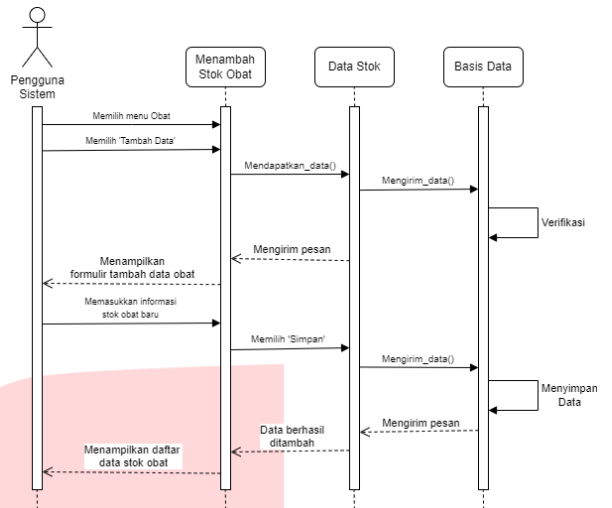 Pengguna
Sistem
Menambah
Stok Obat
Data Stok
Basis Data
Memilih menu Obat
Memilih 'Tambah Data'
Mendapatkan_data()
Mengirim_data()
Verifikasi
Mengirim pesan
Menampilkan
formulir tambah data obat
Memasukkan informasi
stok obat baru
Memilih 'Simpan'
Mengirim_data()
Menyimpan
Data
Mengirim pesan
Data berhasil
ditambah
Menampilkan daftar
data stok obat